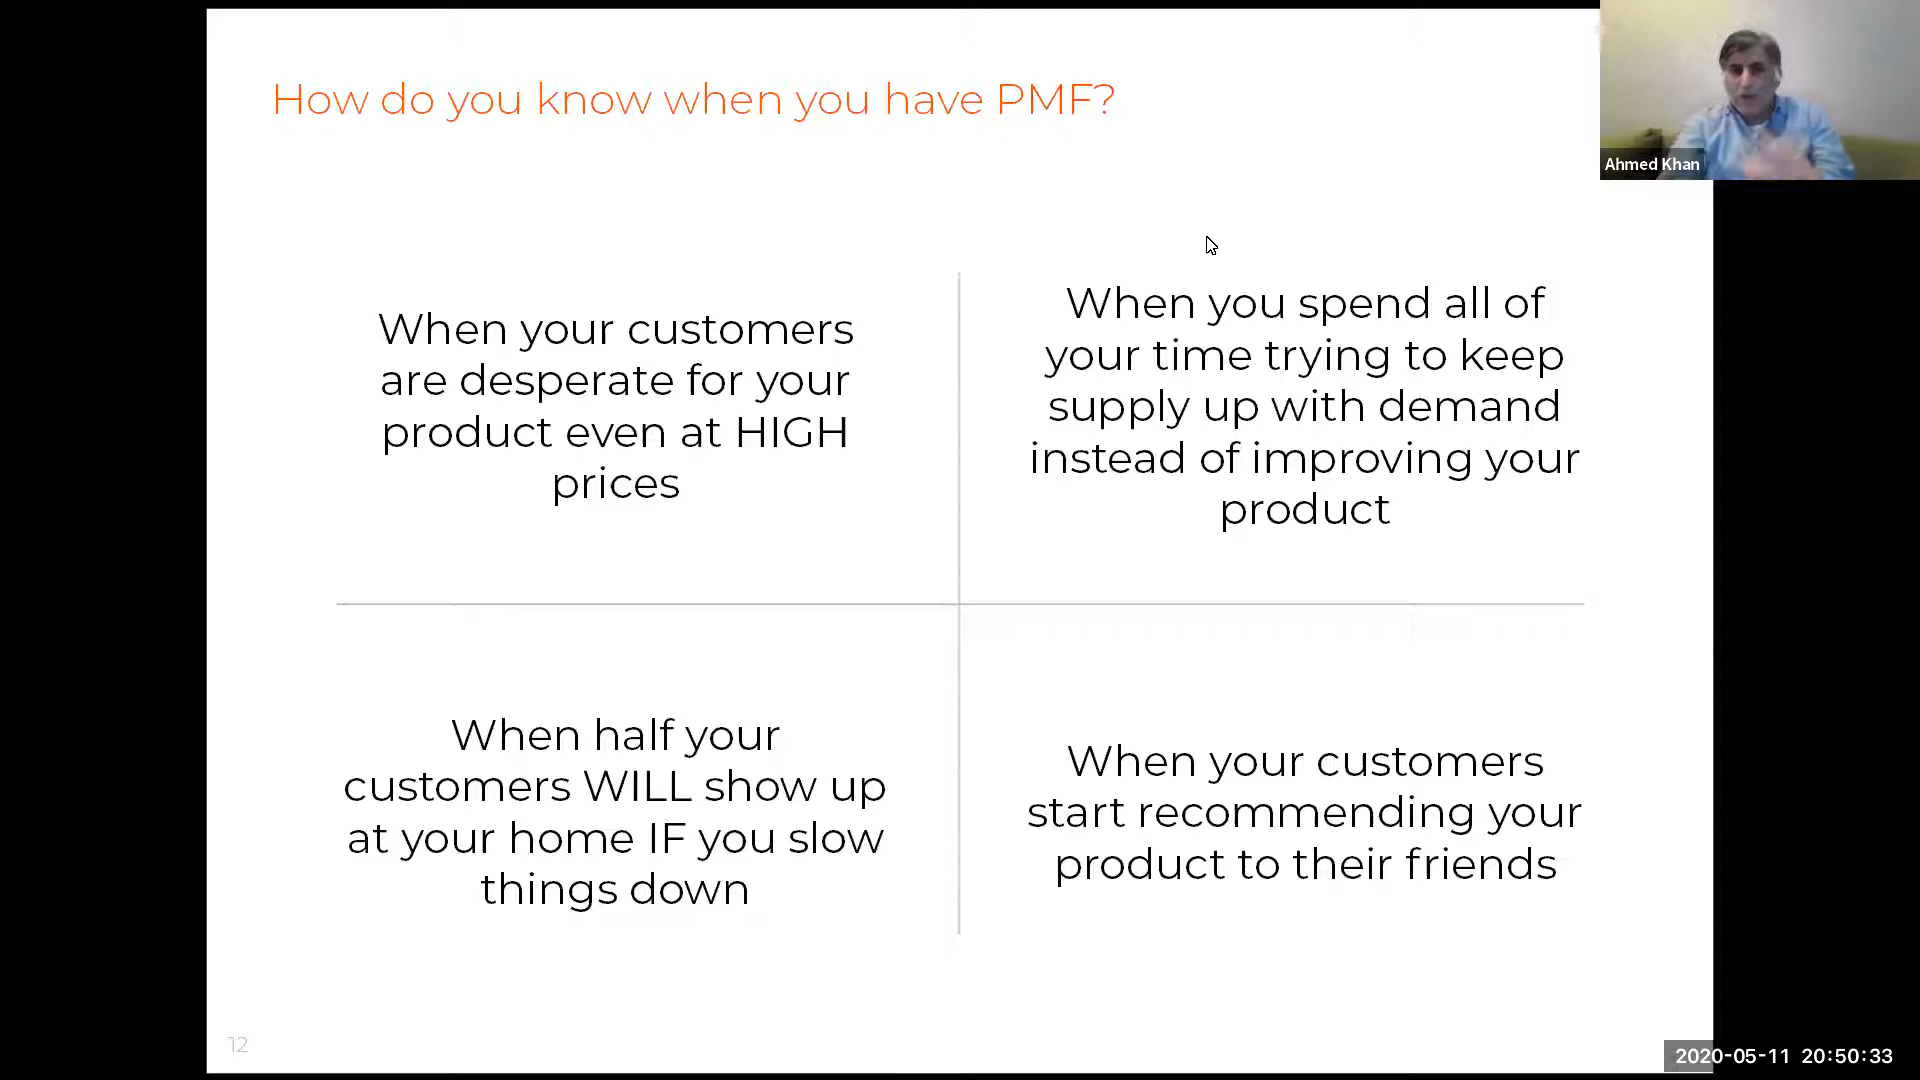 How do you know when you have PMF?
Ahmed Khan
When your customers
are desperate for your
product even at HIGH
prices
When you spend all of
your time trying to keep
supply up with demand
instead of improving your
product
When half your
customers WILL show up
at your home IF you slow
things down
When your customers
start recommending your
product to their friends
12
2020-05-11 20:50:33